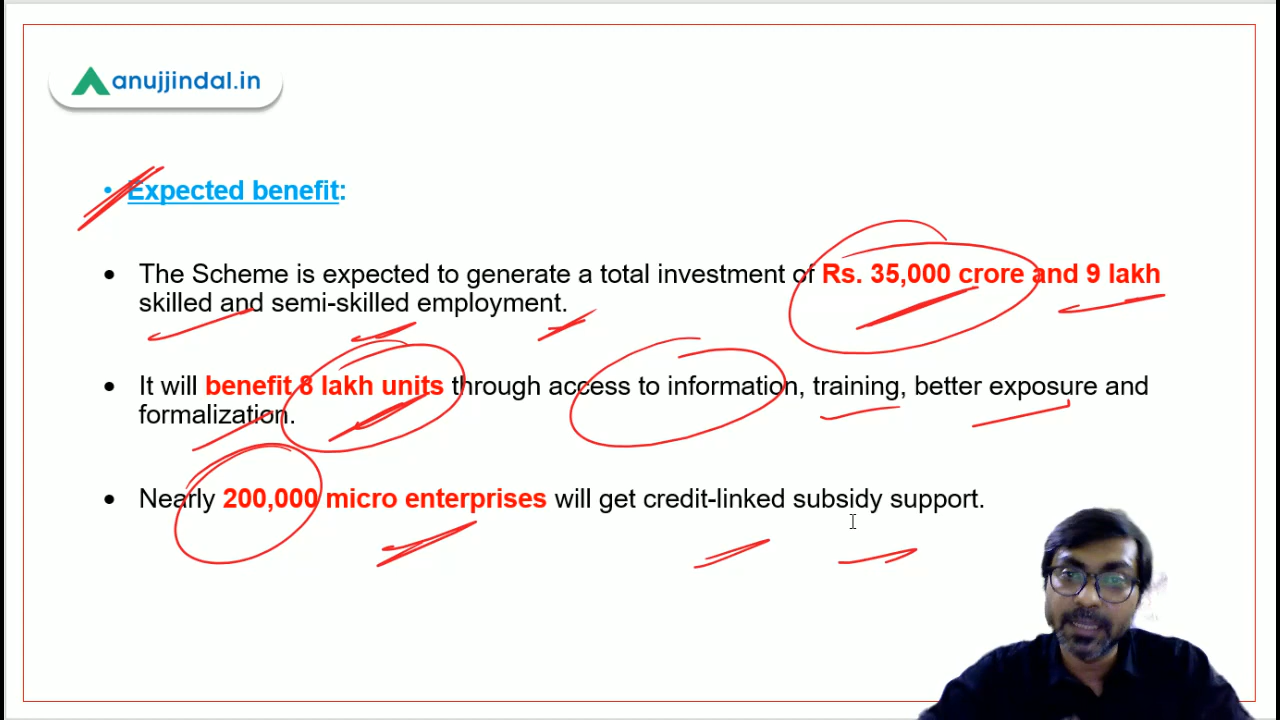 anujjindal.in
• Expected benefit:
• The Scheme is expected to generate a total investment of Rs. 35,000 crore and 9 lakh
skilled and semi-skilled employment.
• It will benefit 8 lakh units through access to information, training, better exposure and
formalization.
• Nearly 200,000 micro enterprises will get credit-linked subsidy support.